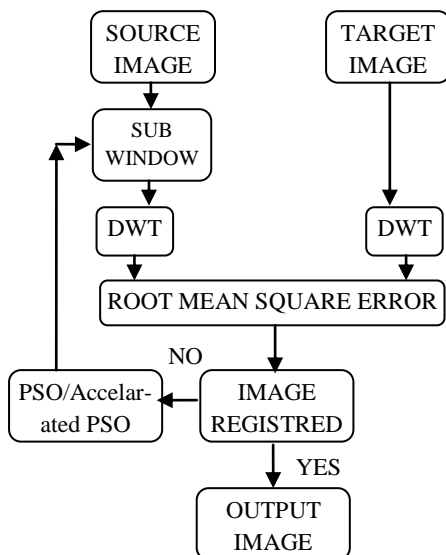 SOURCE
IMAGE
TARGET
IMAGE
SUB
WINDOW
DWT
DWT
ROOT MEAN SQUARE ERROR
NO
PSO/Accelar-
ated PSO
IMAGE
REGISTRED
YES
OUTPUT
IMAGE